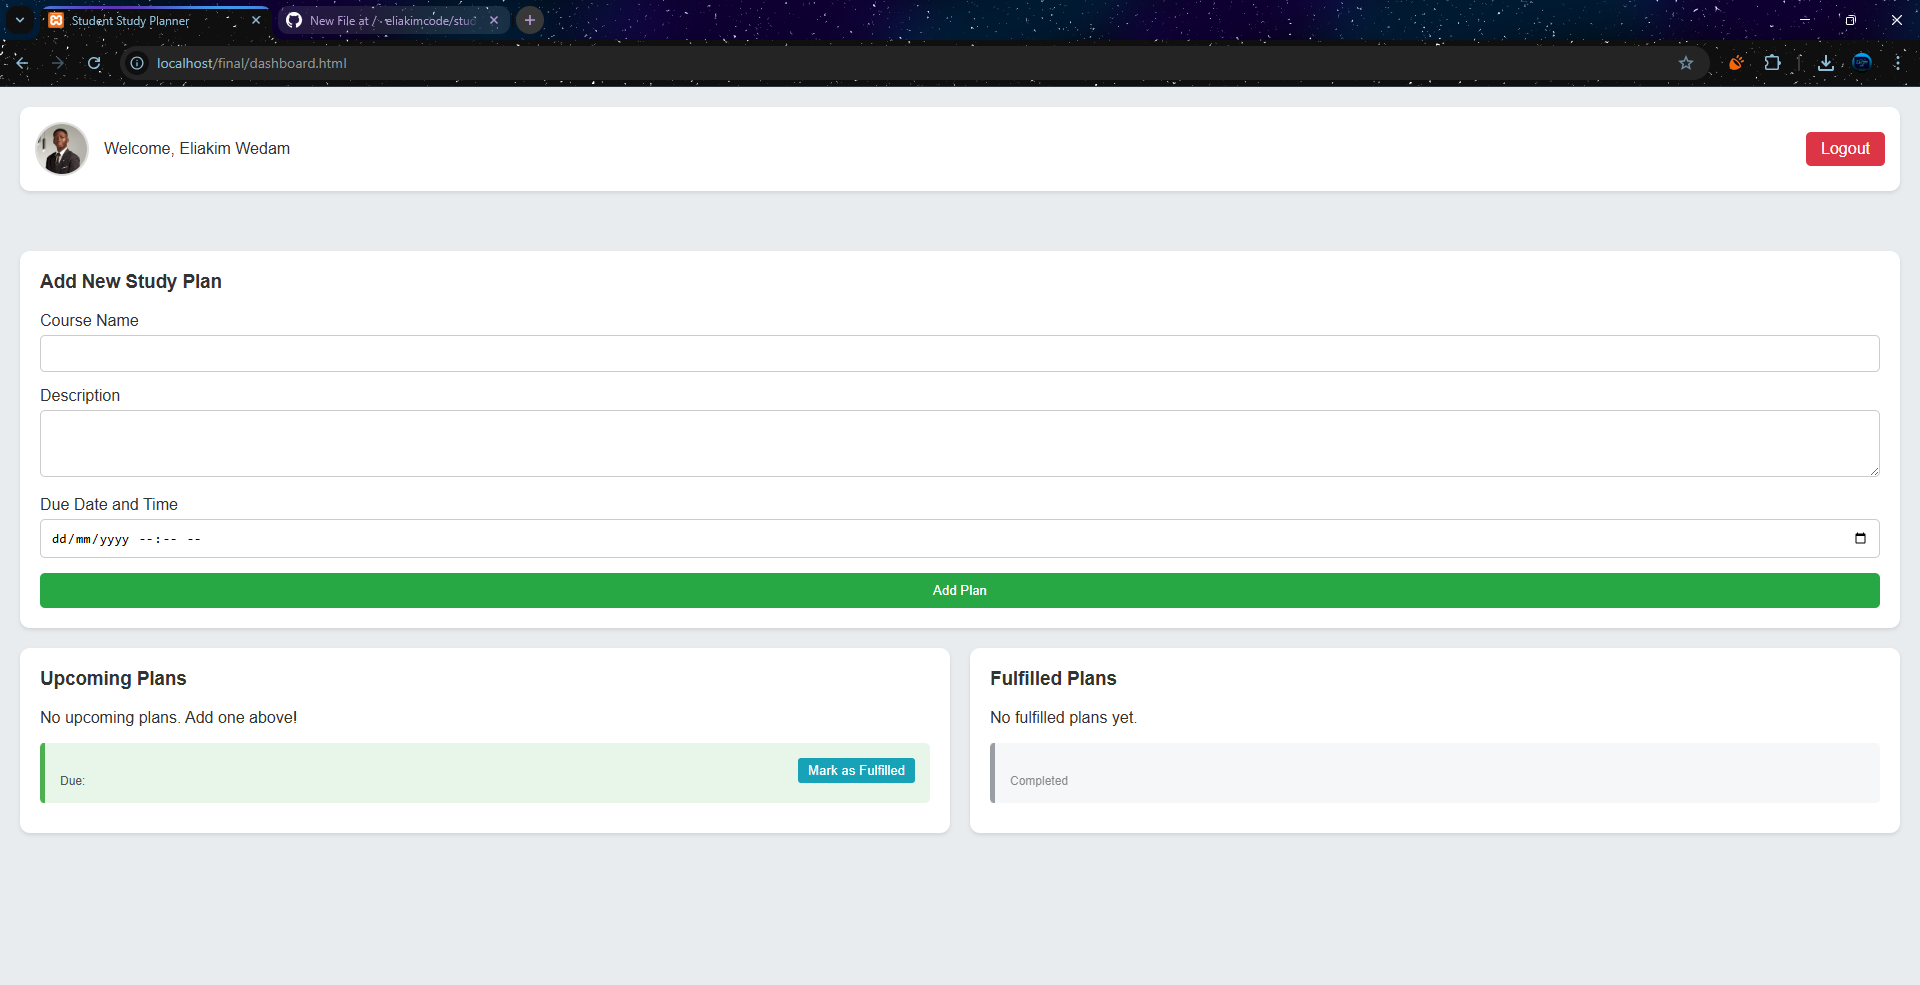 Student Study Planner
New File at / · eliakimcode/stud
localhost/final/dashboard.html
Welcome, Eliakim Wedam
Logout
Add New Study Plan
Course Name
Description
Due Date and Time
dd/mm/yyyy --:-- --
Add Plan
Upcoming Plans
No upcoming plans. Add one above!
Due:
Mark as Fulfilled
Fulfilled Plans
No fulfilled plans yet.
Completed